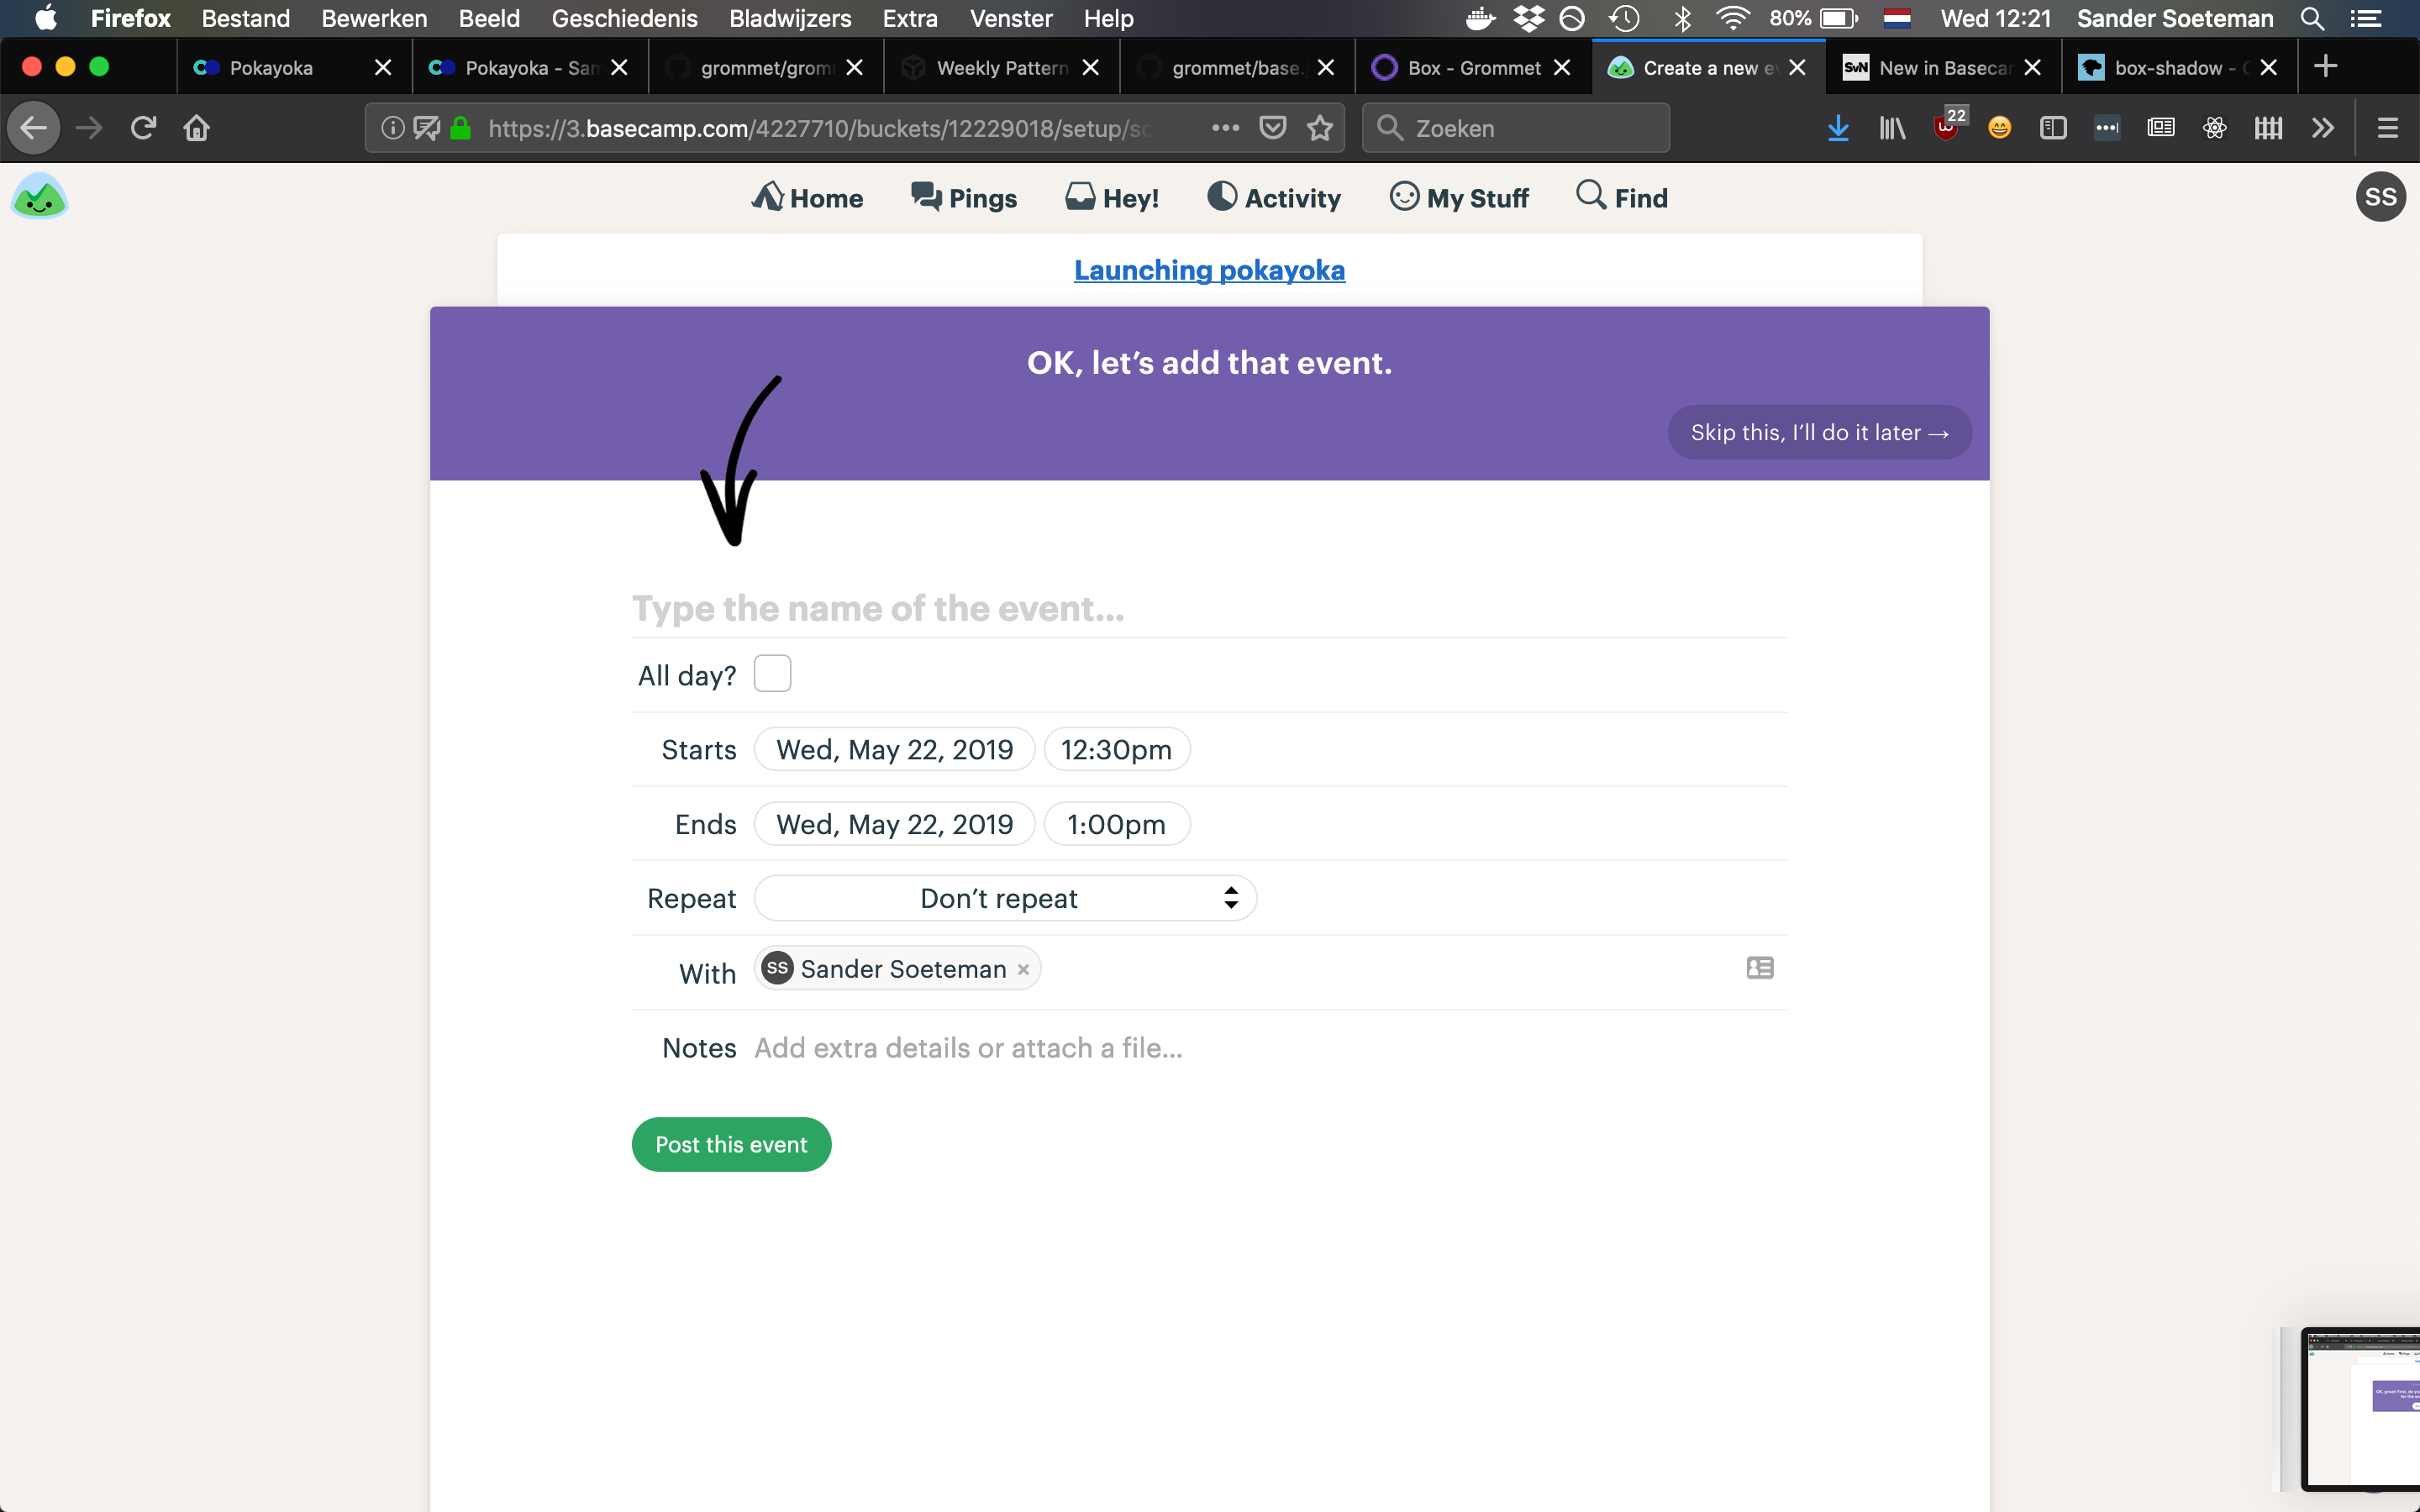 Firefox Bestand Bewerken Beeld Geschiedenis Bladwijzers Extra Venster Help 80% Wed 12:21 Sander Soeteman
Pokayoka Pokayoka - San grommet/gromm Weekly Pattern grommet/base. Box - Grommet Create a new ev SvN New in Basecam box-shadow - C
https://3.basecamp.com/4227710/buckets/12229018/setup/sc Zoeken 22
Home Pings Hey! Activity My Stuff Find SS
Launching pokayoka
OK, let’s add that event.
Skip this, I’ll do it later →
Type the name of the event…
All day?
Starts Wed, May 22, 2019 12:30pm
Ends Wed, May 22, 2019 1:00pm
Repeat Don’t repeat
With SS Sander Soeteman ×
Notes Add extra details or attach a file…
Post this event